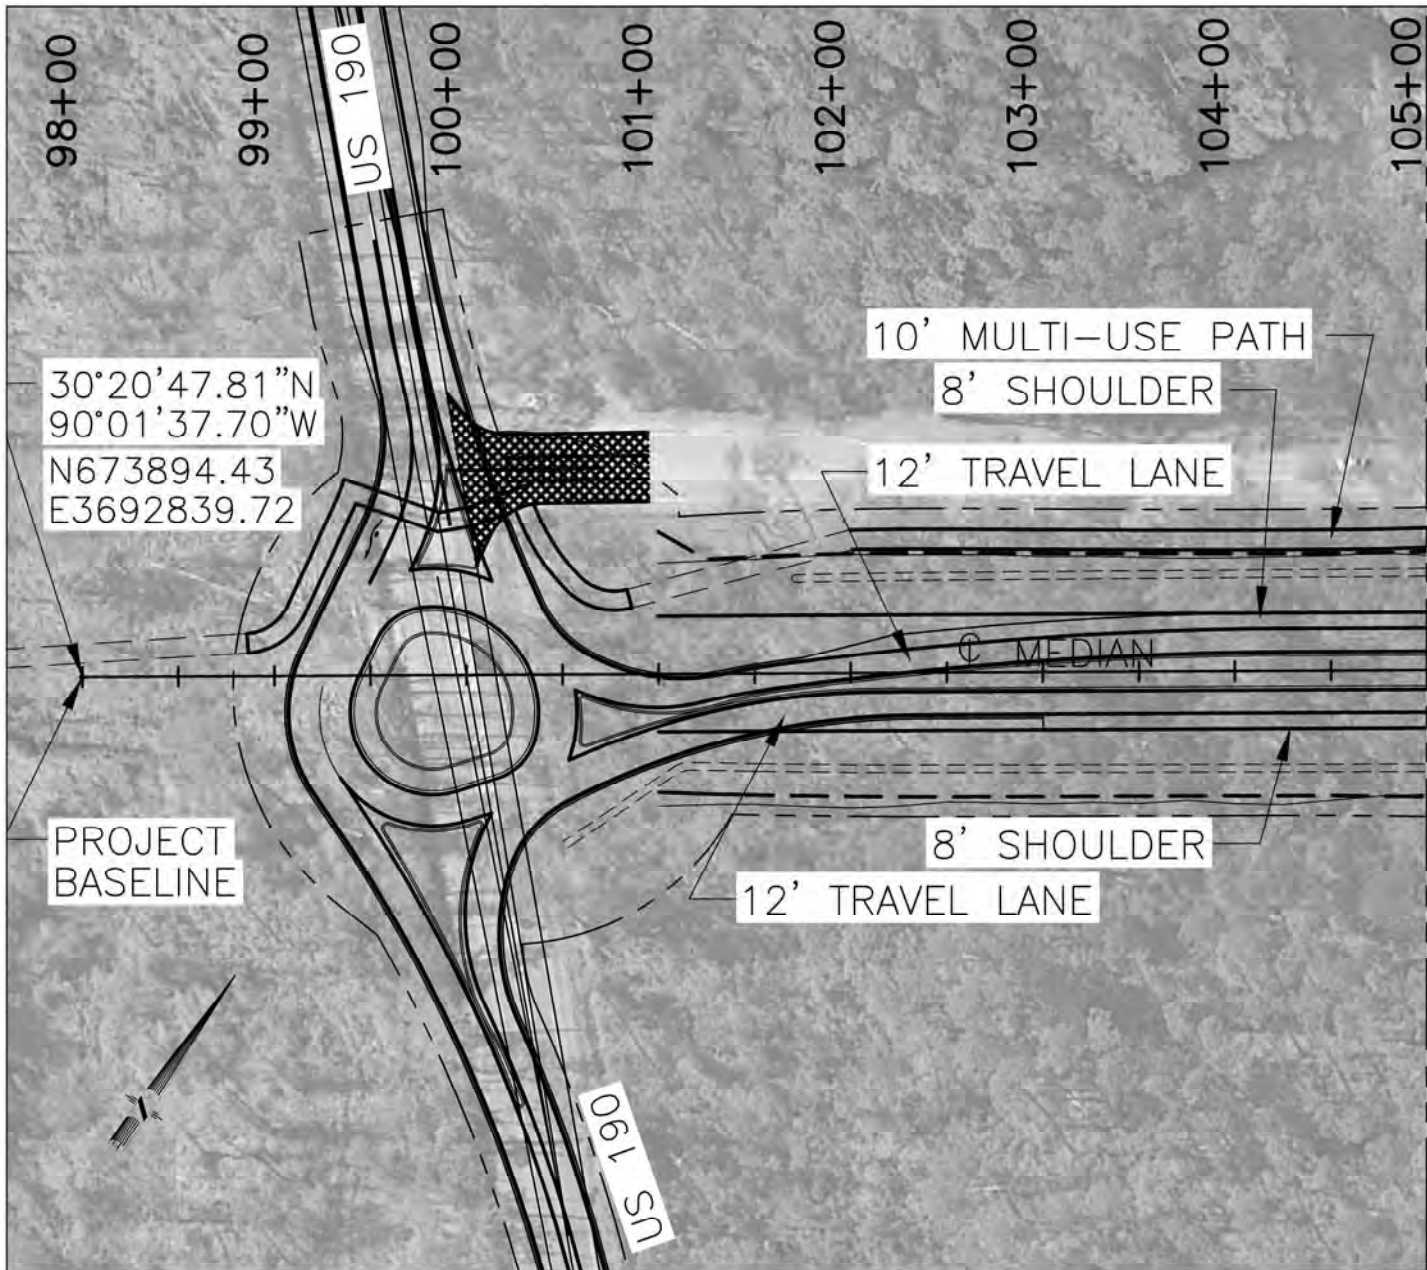 98+00
99+00
US 190
100+00
101+00
102+00
103+00
104+00
105+00
10' MULTI-USE PATH
8' SHOULDER
30°20'47.81"N
90°01'37.70"W
N673894.43
E3692839.72
12' TRAVEL LANE
℄ MEDIAN
PROJECT
BASELINE
8' SHOULDER
12' TRAVEL LANE
US 190